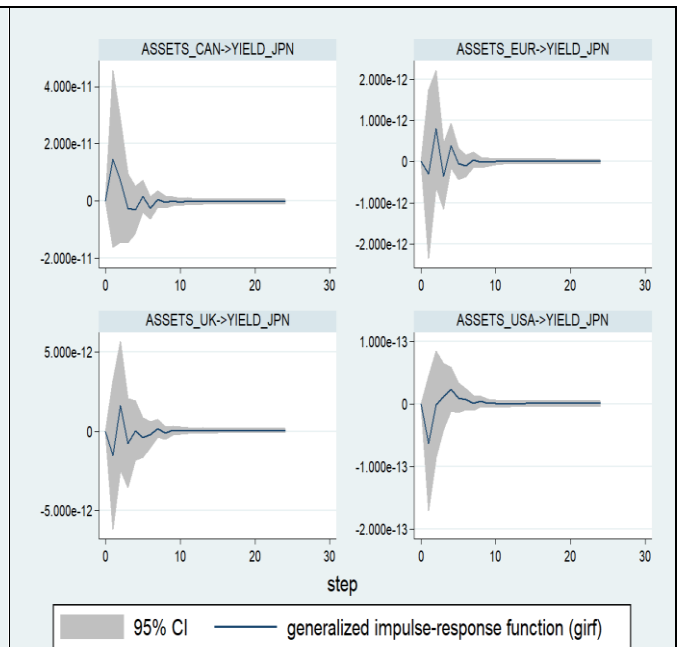 ASSETS_CAN->YIELD_JPN
ASSETS_EUR->YIELD_JPN
4.000e-11
2.000e-11
0
-2.000e-11
0 10 20 30
2.000e-12
1.000e-12
0
-1.000e-12
-2.000e-12
0 10 20 30
ASSETS_UK->YIELD_JPN
ASSETS_USA->YIELD_JPN
5.000e-12
0
-5.000e-12
0 10 20 30
1.000e-13
0
-1.000e-13
-2.000e-13
0 10 20 30
step
95% CI
generalized impulse-response function (girf)